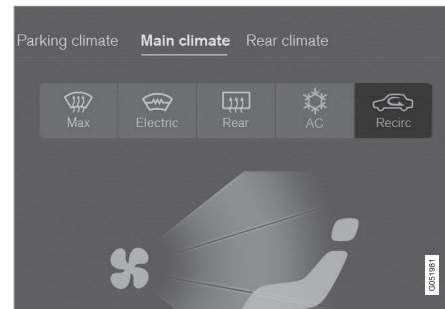 Parking climate Main climate Rear climate
Max Electric Rear AC Recirc
G051981